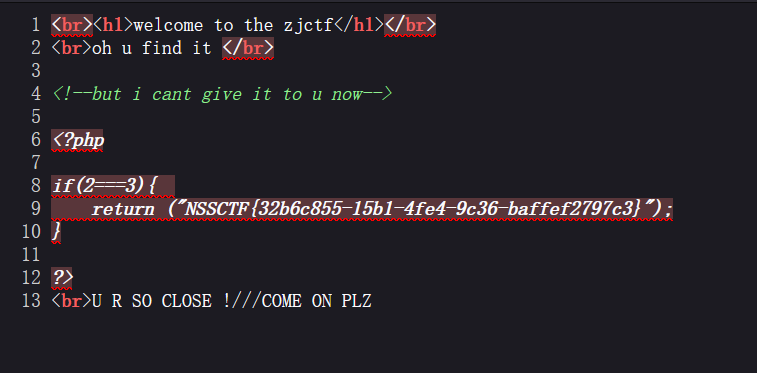 1 <br><h1>welcome to the zjctf</h1></br>
2 <br>oh u find it </br>
3
4 <!--but i cant give it to u now-->
5
6 <?php
7
8 if(2===3){
9 return ("NSSCTF{32b6c855-15b1-4fe4-9c36-baffef2797c3}");
10 }
11
12 ?>
13 <br>U R SO CLOSE !///COME ON PLZ